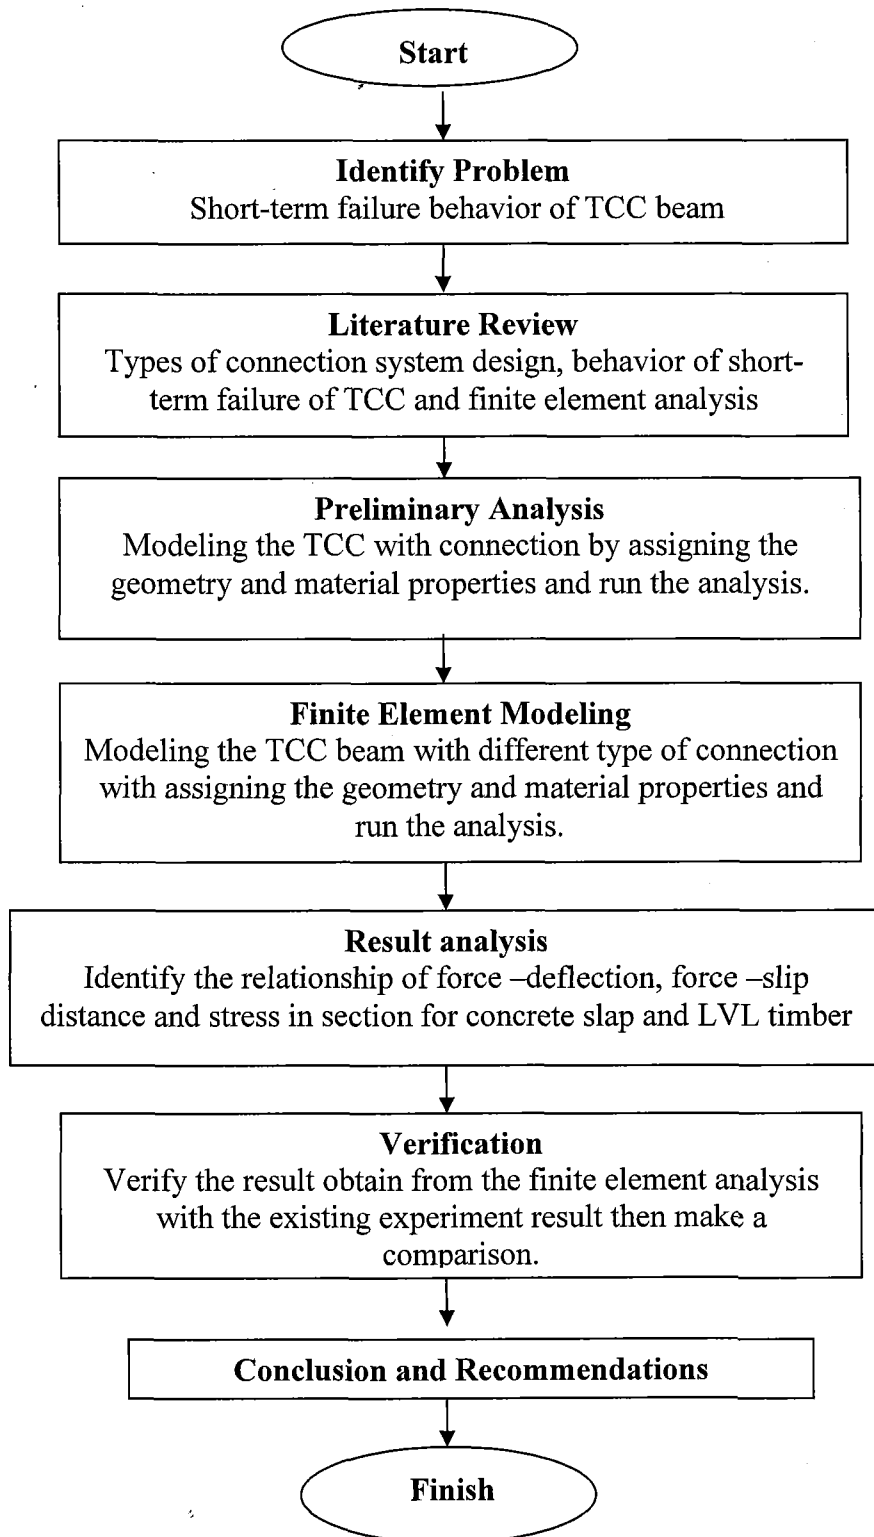 Start
Identify Problem
Short-term failure behavior of TCC beam
Literature Review
Types of connection system design, behavior of short-
term failure of TCC and finite element analysis
Preliminary Analysis
Modeling the TCC with connection by assigning the
geometry and material properties and run the analysis.
Finite Element Modeling
Modeling the TCC beam with different type of connection
with assigning the geometry and material properties and
run the analysis.
Result analysis
Identify the relationship of force –deflection, force –slip
distance and stress in section for concrete slap and LVL timber
Verification
Verify the result obtain from the finite element analysis
with the existing experiment result then make a
comparison.
Conclusion and Recommendations
Finish